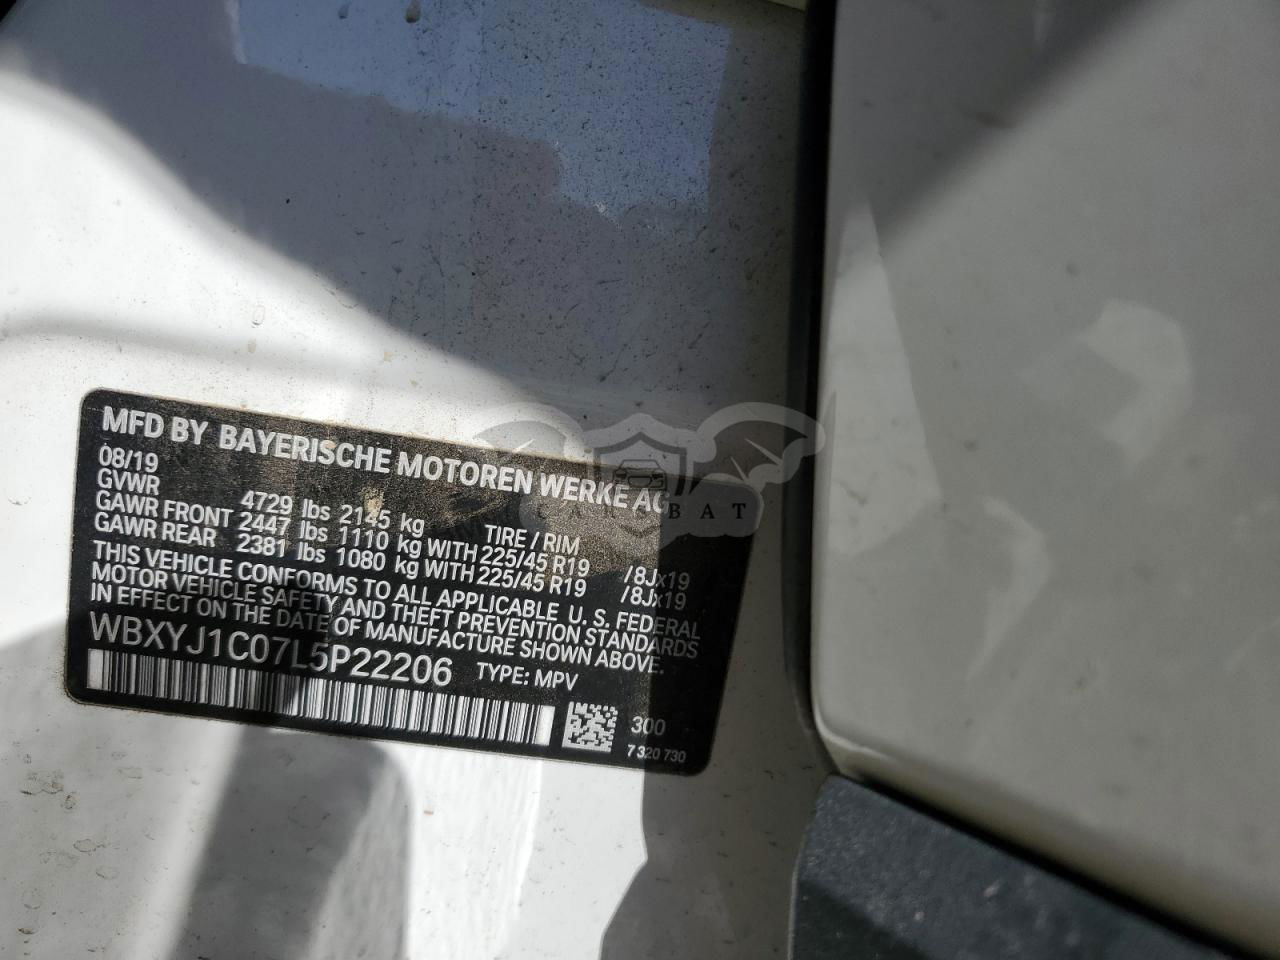 MFD BY BAYERISCHE MOTOREN WERKE AG
08/19
GVWR 4729 lbs 2145 kg TIRE / RIM
GAWR FRONT 2447 lbs 1110 kg WITH 225/45 R19 /8Jx19
GAWR REAR 2381 lbs 1080 kg WITH 225/45 R19 /8Jx19
THIS VEHICLE CONFORMS TO ALL APPLICABLE U. S. FEDERAL
MOTOR VEHICLE SAFETY AND THEFT PREVENTION STANDARDS
IN EFFECT ON THE DATE OF MANUFACTURE SHOWN ABOVE.
WBXYJ1C07L5P22206 TYPE: MPV
300
7 320 730
CAR BAT